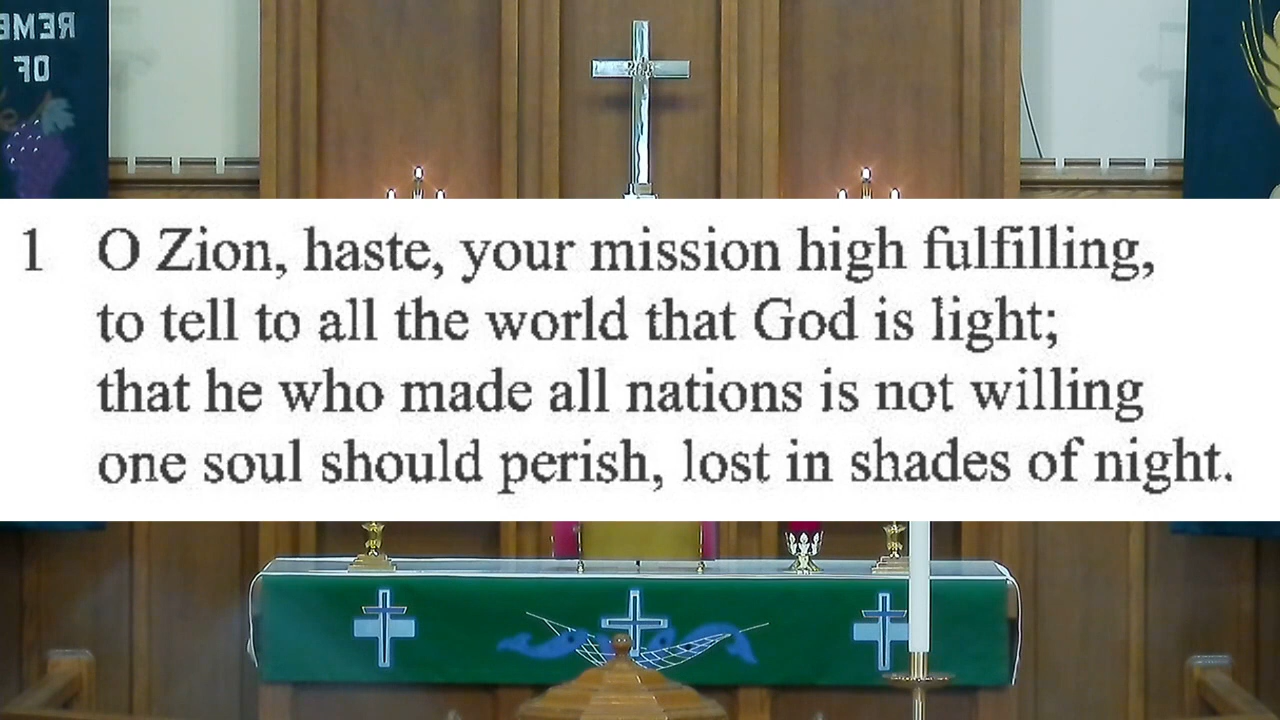 REME
OF
1 O Zion, haste, your mission high fulfilling,
to tell to all the world that God is light;
that he who made all nations is not willing
one soul should perish, lost in shades of night.